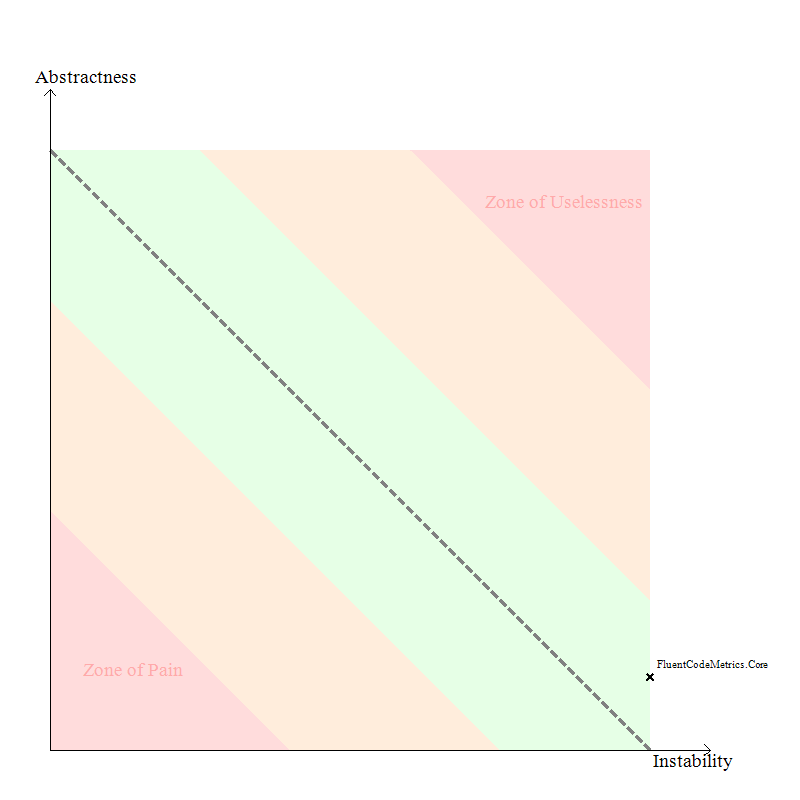 Abstractness
Zone of Uselessness
FluentCodeMetrics.Core
Zone of Pain
Instability